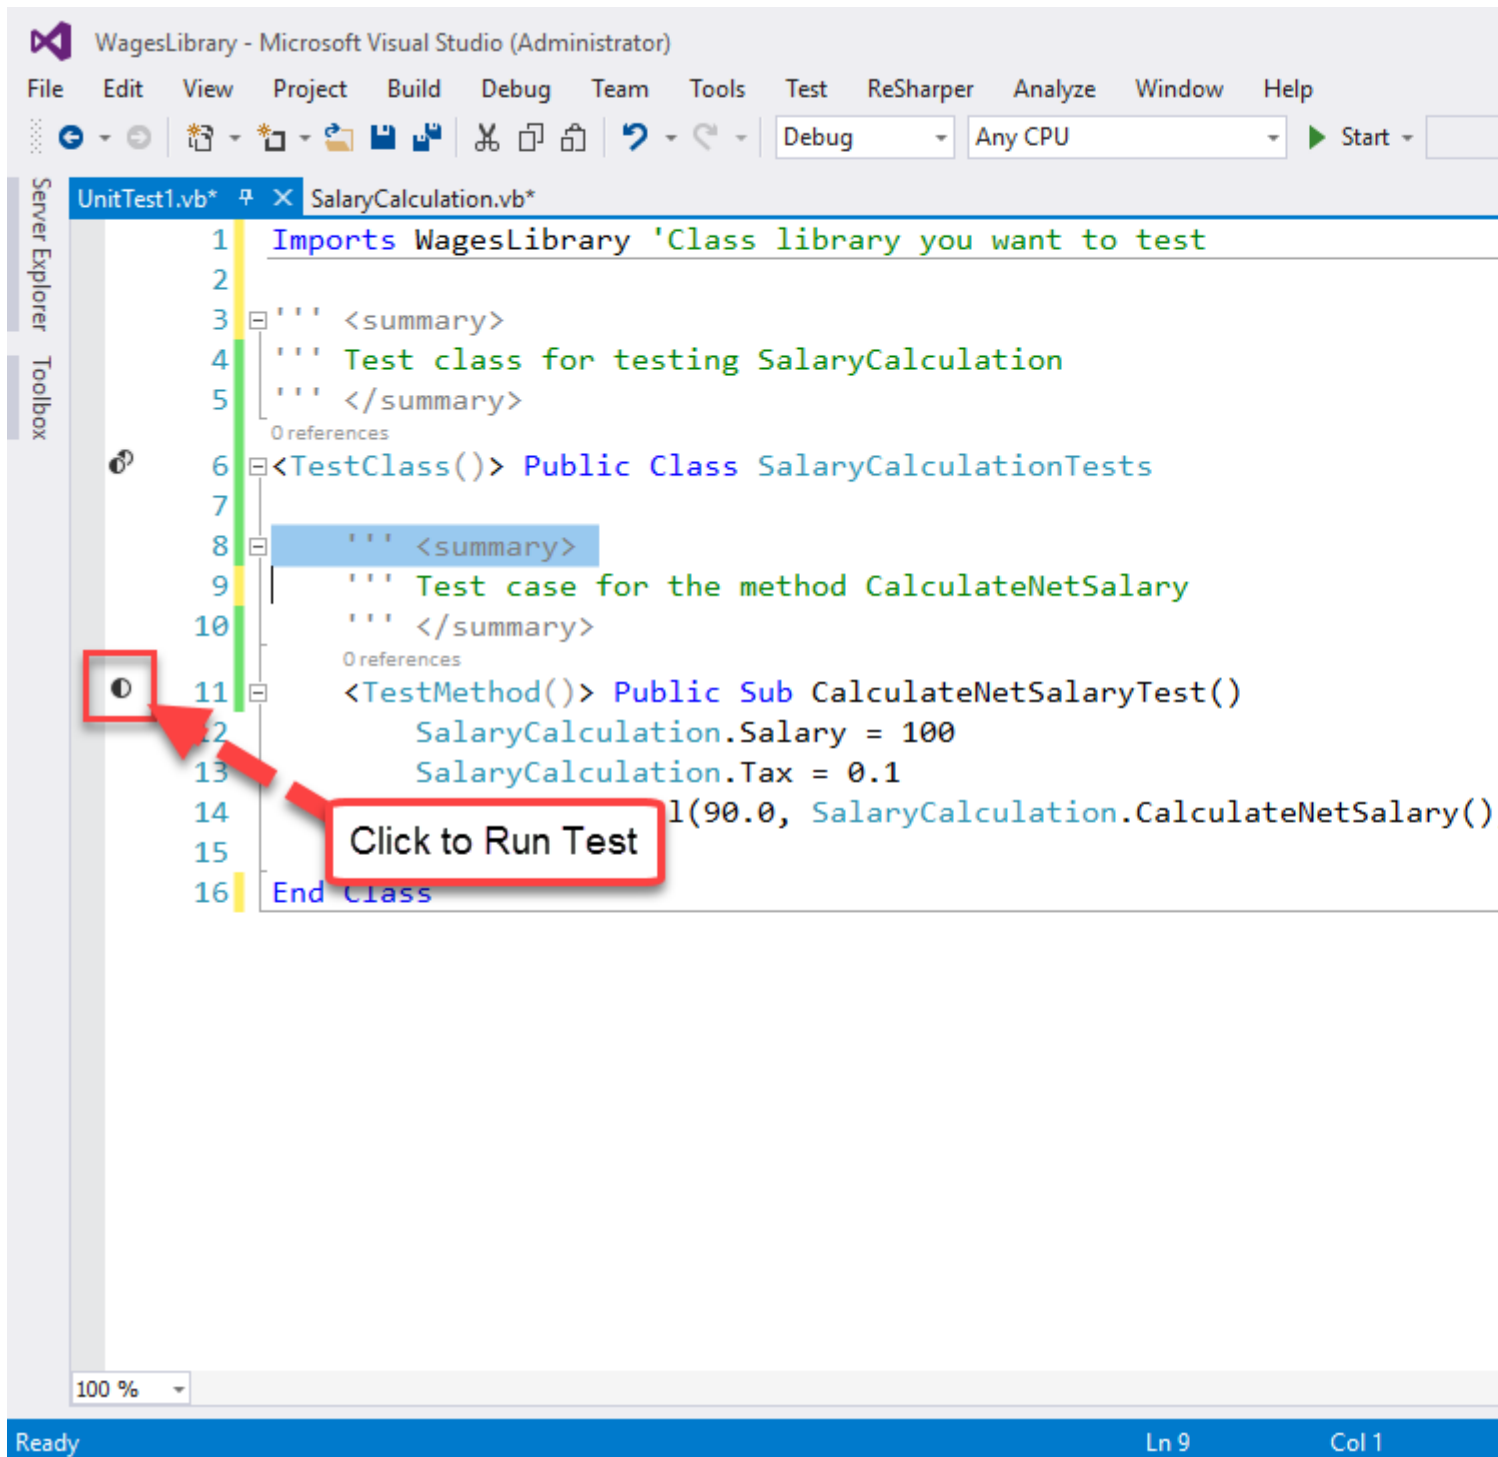 WagesLibrary - Microsoft Visual Studio (Administrator)
File Edit View Project Build Debug Team Tools Test ReSharper Analyze Window Help
Debug Any CPU Start
Server Explorer
Toolbox
UnitTest1.vb* SalaryCalculation.vb*
1 Imports WagesLibrary 'Class library you want to test
2
3 ''' <summary>
4 ''' Test class for testing SalaryCalculation
5 ''' </summary>
0 references
6 <TestClass()> Public Class SalaryCalculationTests
7
8 ''' <summary>
9 ''' Test case for the method CalculateNetSalary
10 ''' </summary>
0 references
11 <TestMethod()> Public Sub CalculateNetSalaryTest()
12 SalaryCalculation.Salary = 100
13 SalaryCalculation.Tax = 0.1
14 l(90.0, SalaryCalculation.CalculateNetSalary()
Click to Run Test
15
16 End Class
100 %
Ready Ln 9 Col 1